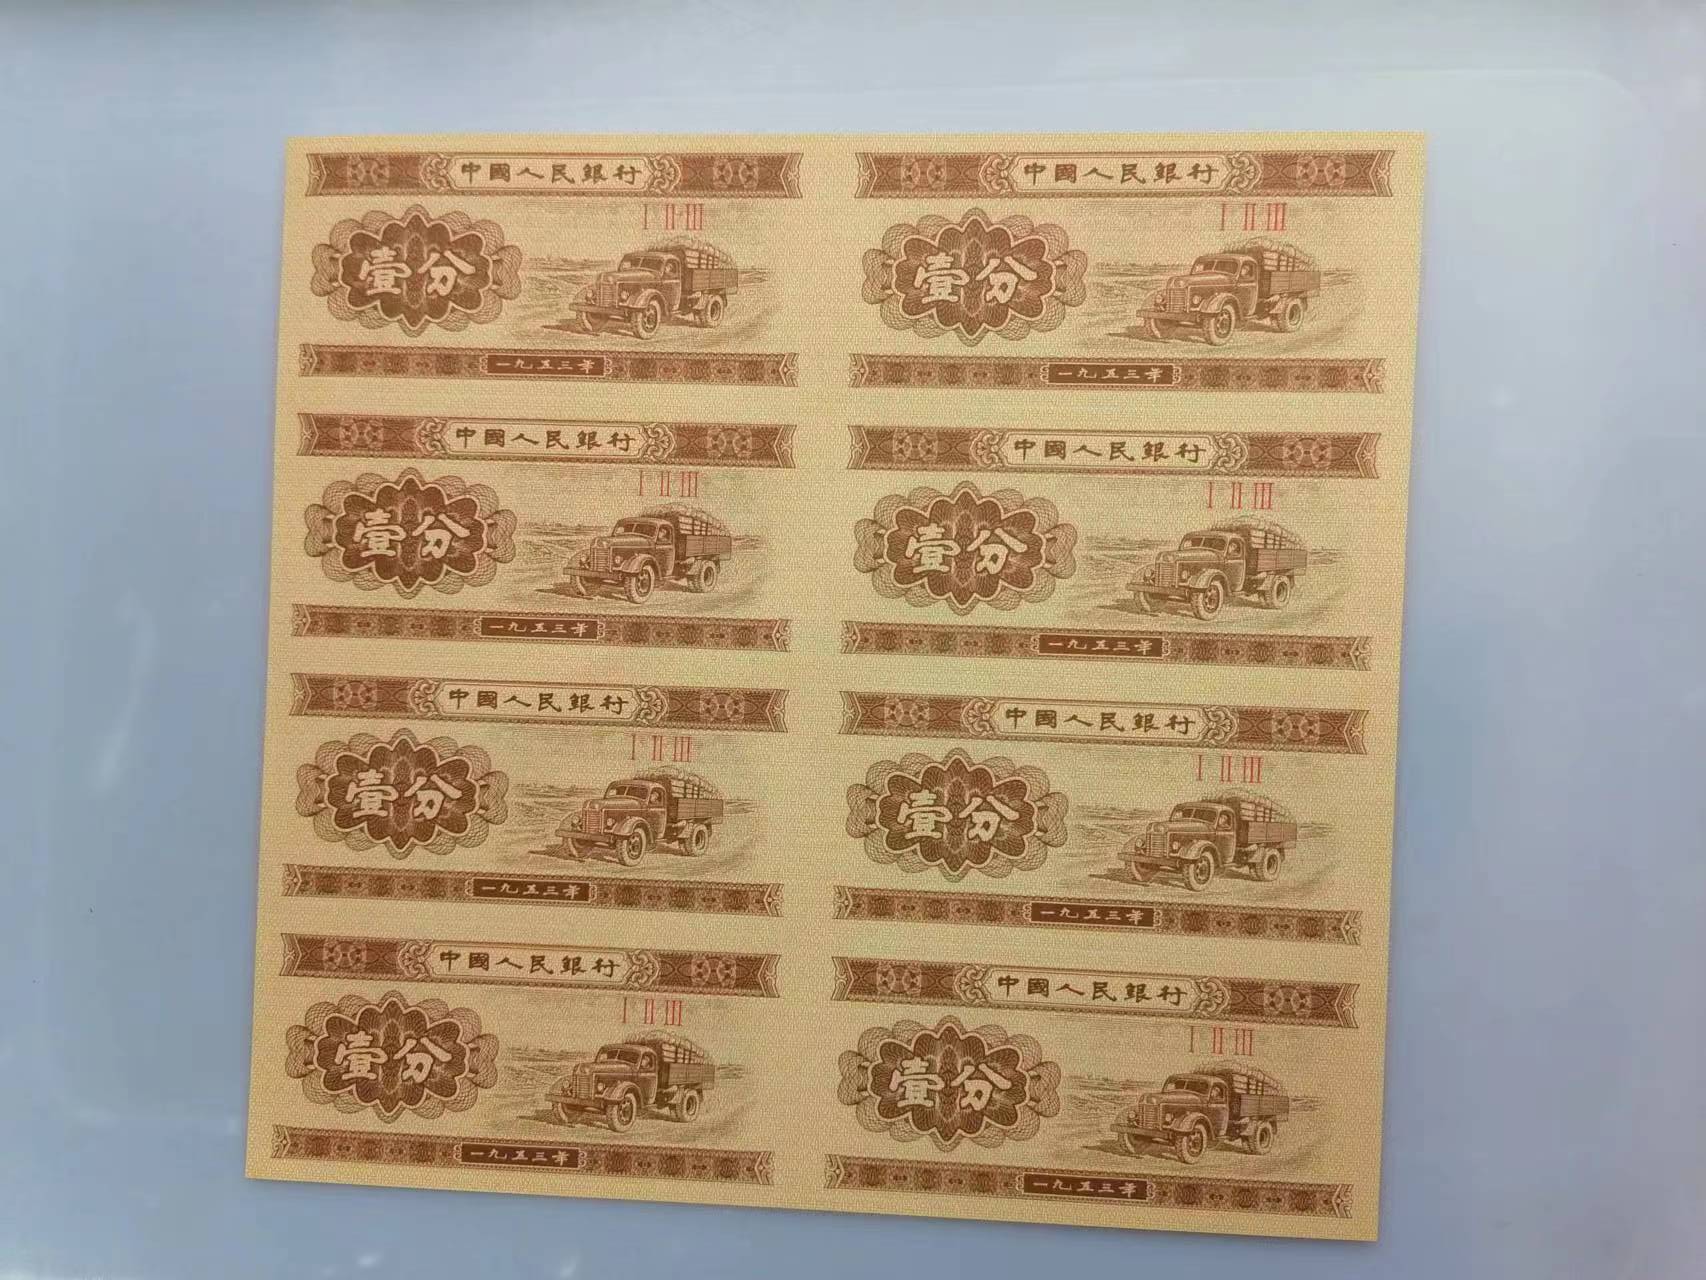 中國人民銀行
I II III
壹分
一九五三年
中國人民銀行
I II III
壹分
一九五三年
中國人民銀行
I II III
壹分
一九五三年
中國人民銀行
I II III
壹分
一九五三年
中國人民銀行
I II III
壹分
一九五三年
中國人民銀行
I II III
壹分
一九五三年
中國人民銀行
I II III
壹分
一九五三年
中國人民銀行
I II III
壹分
一九五三年